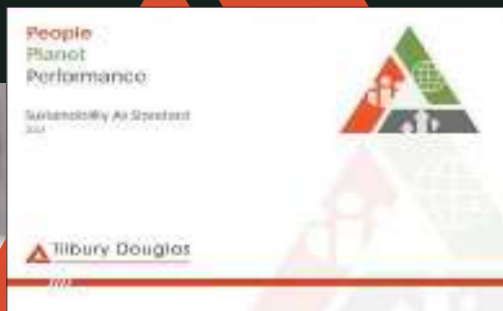 People
Planet
Performance
Sustainability As Standard
Tilbury Douglas